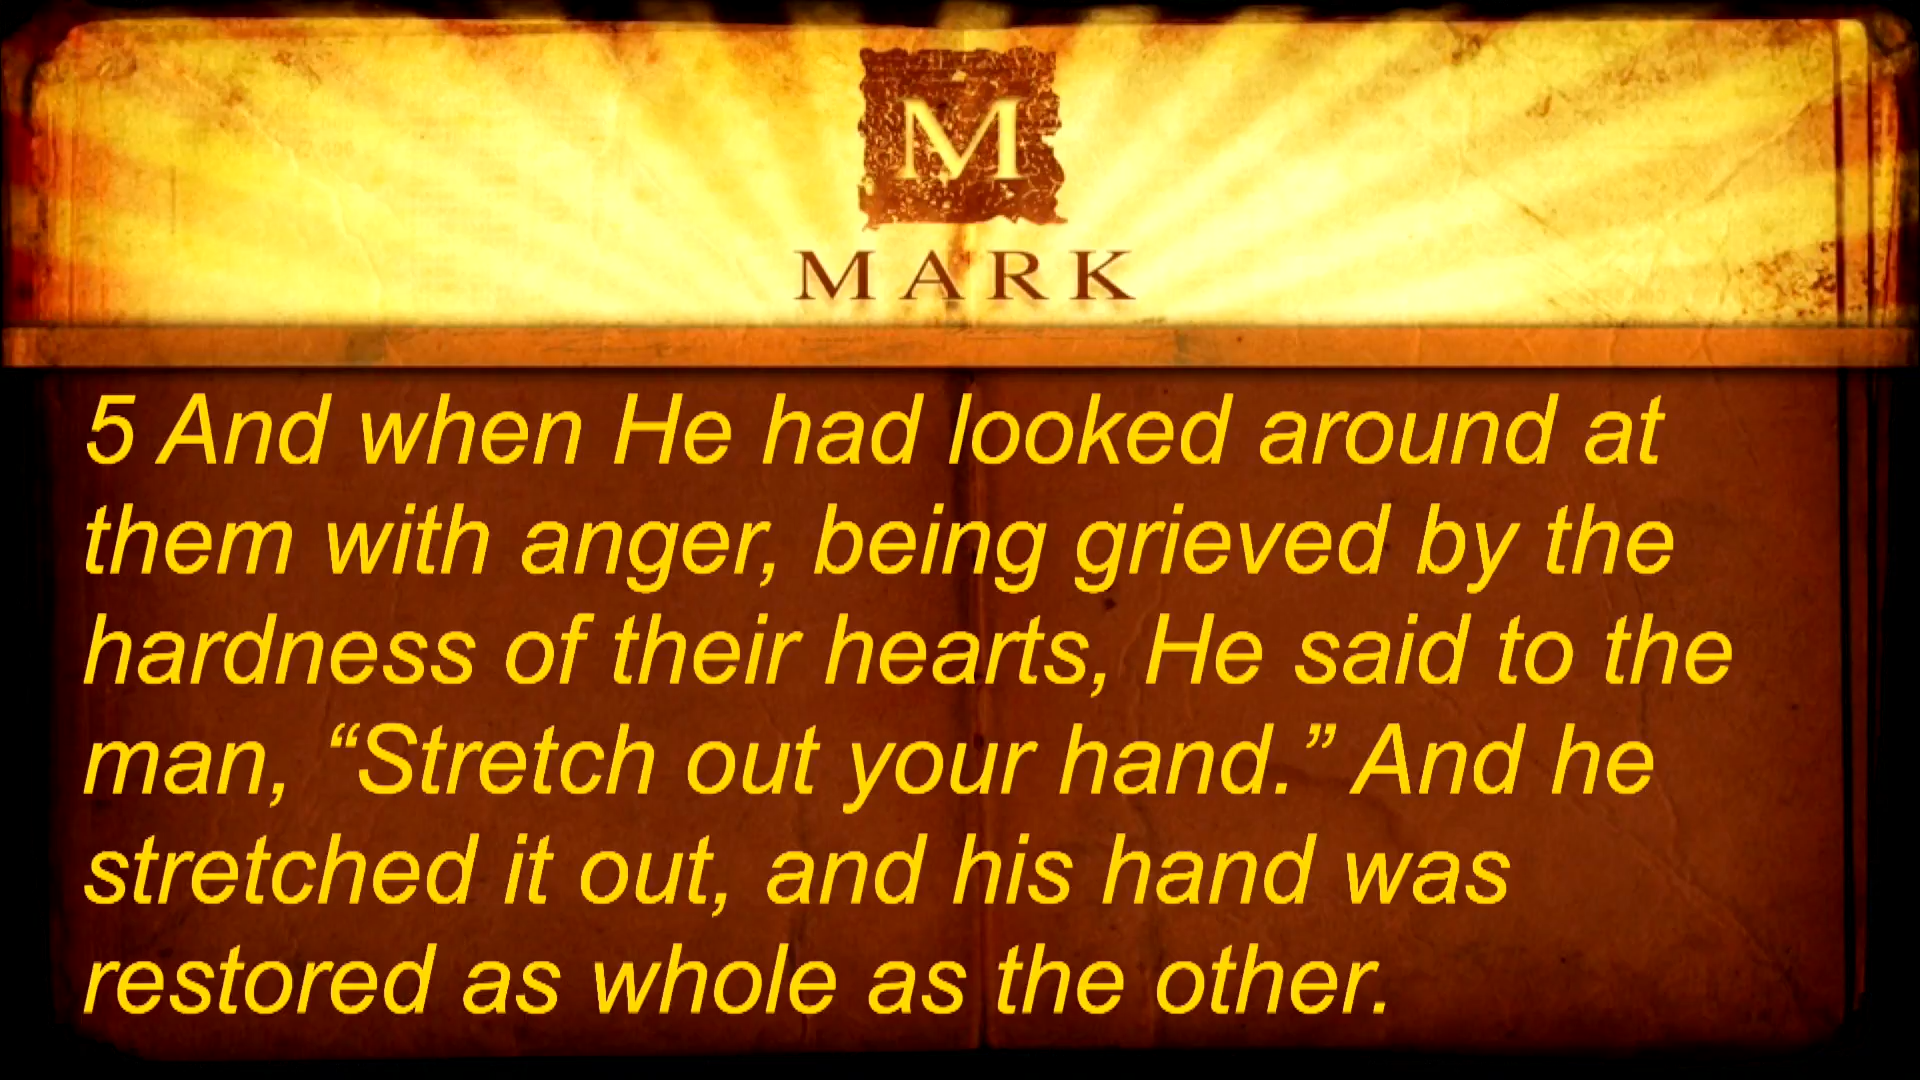 M
MARK
5 And when He had looked around at
them with anger, being grieved by the
hardness of their hearts, He said to the
man, “Stretch out your hand.” And he
stretched it out, and his hand was
restored as whole as the other.